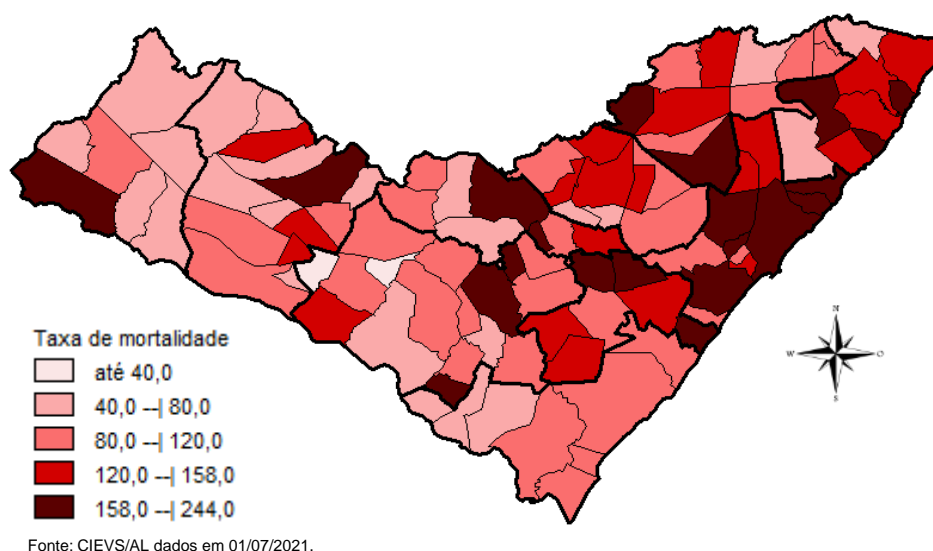 N
W
O
S
Taxa de mortalidade
até 40,0
40,0 --| 80,0
80,0 --| 120,0
120,0 --| 158,0
158,0 --| 244,0
Fonte: CIEVS/AL dados em 01/07/2021.